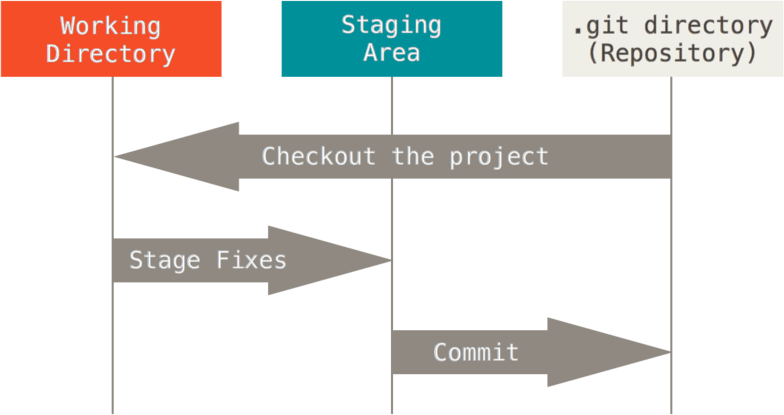 Working
Directory
Staging
Area
.git directory
(Repository)
Checkout the project
Stage Fixes
Commit